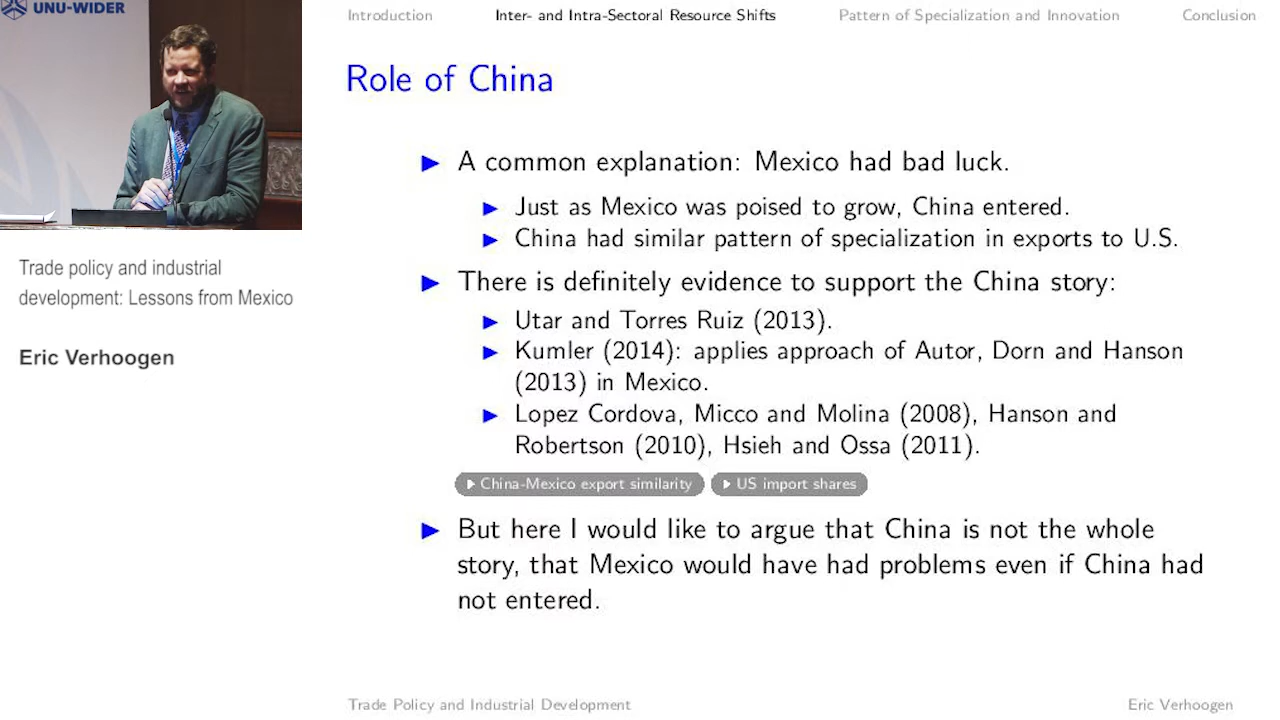 UNU-WIDER
Introduction
Inter- and Intra-Sectoral Resource Shifts
Pattern of Specialization and Innovation
Conclusion
Role of China
A common explanation: Mexico had bad luck.
Just as Mexico was poised to grow, China entered.
China had similar pattern of specialization in exports to U.S.
There is definitely evidence to support the China story:
Utar and Torres Ruiz (2013).
Kumler (2014): applies approach of Autor, Dorn and Hanson
(2013) in Mexico.
Lopez Cordova, Micco and Molina (2008), Hanson and
Robertson (2010), Hsieh and Ossa (2011).
China-Mexico export similarity
US import shares
But here I would like to argue that China is not the whole
story, that Mexico would have had problems even if China had
not entered.
Trade policy and industrial
development: Lessons from Mexico
Eric Verhoogen
Trade Policy and Industrial Development
Eric Verhoogen